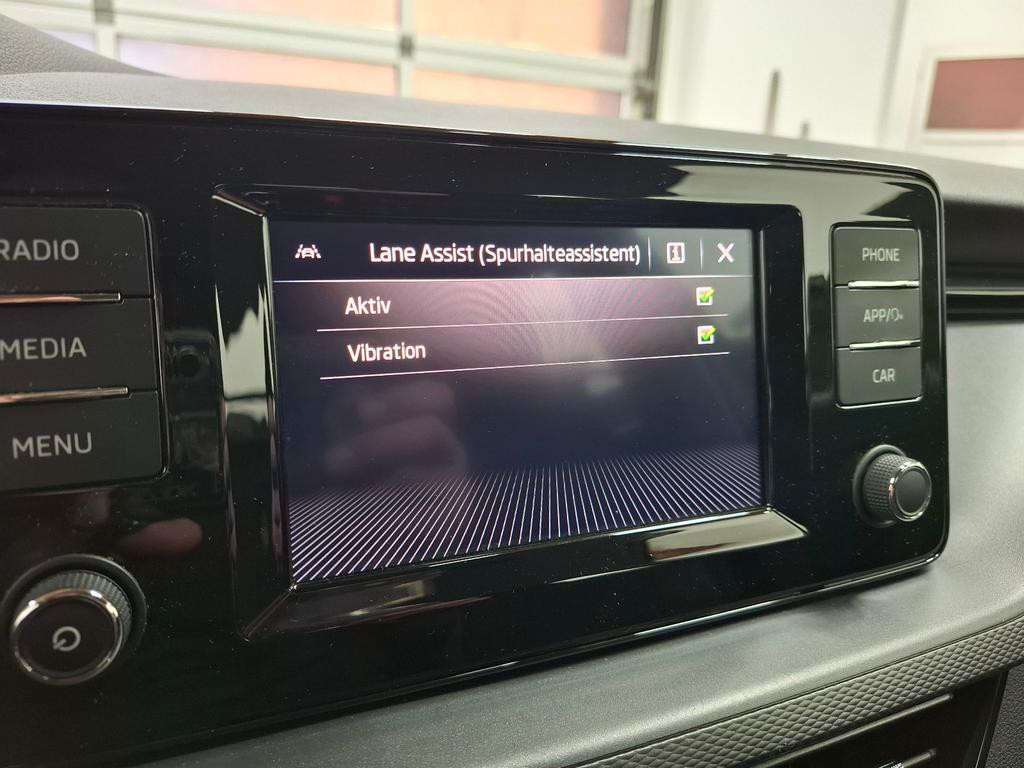 Lane Assist (Spurhalteassistent)
Aktiv
Vibration
RADIO
MEDIA
MENU
PHONE
APP/
CAR